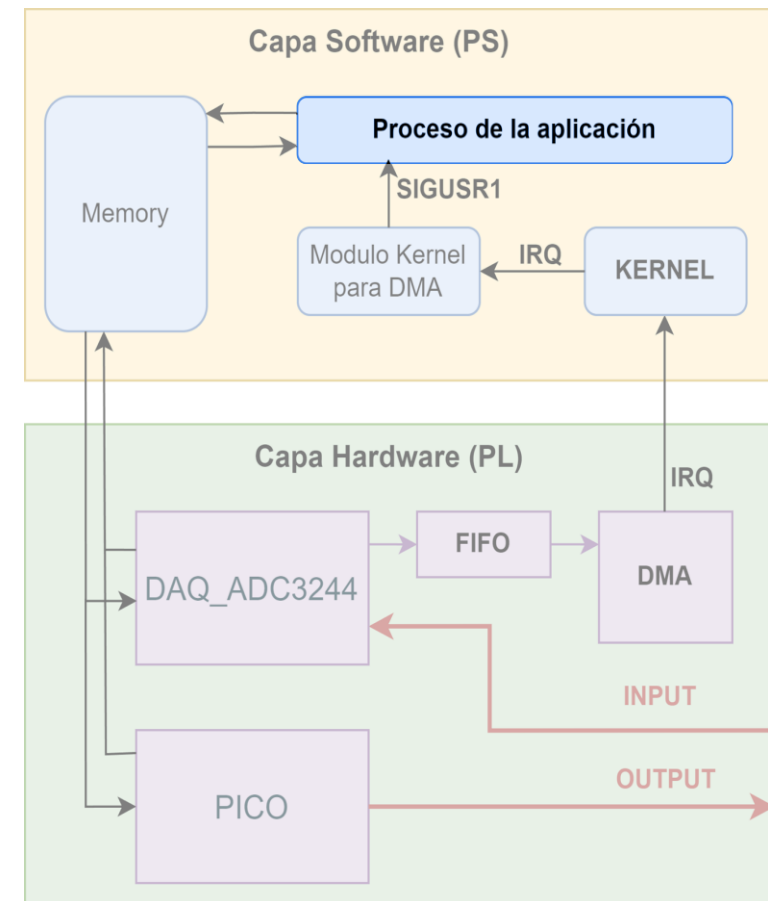 Capa Software (PS)
Proceso de la aplicación
Memory
SIGUSR1
Modulo Kernel
para DMA
IRQ
KERNEL
Capa Hardware (PL)
IRQ
DAQ_ADC3244
FIFO
DMA
INPUT
OUTPUT
PICO